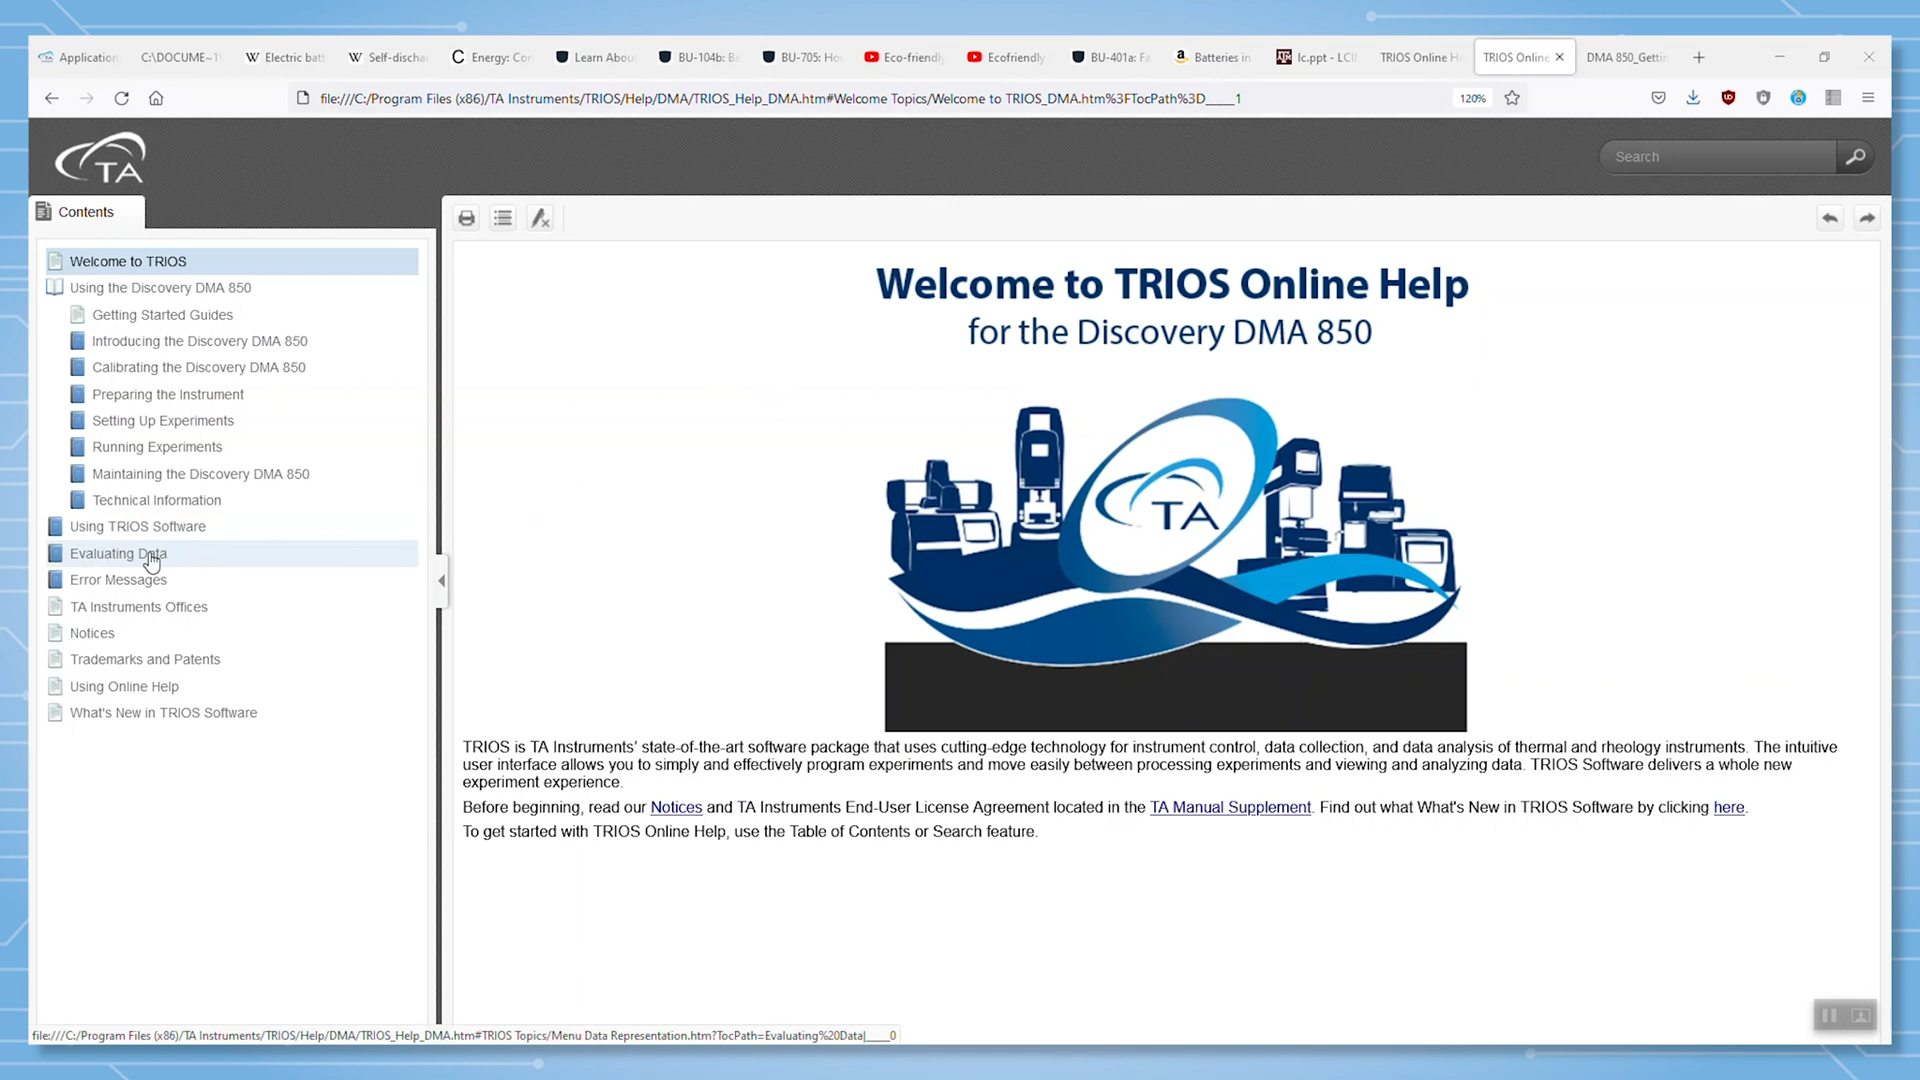 Application
C:\DOCUME~1\
Electric batt
Self-discha
Energy: Con
Learn Abou
BU-104b: Ba
BU-705: Ho
Eco-friendly
Ecofriendly
BU-401a: Fa
Batteries in
lc.ppt - LCI
TRIOS Online He
TRIOS Online
DMA 850_Gettin
file:///C:/Program Files (x86)/TA Instruments/TRIOS/Help/DMA/TRIOS_Help_DMA.htm#Welcome Topics/Welcome to TRIOS_DMA.htm%3FTocPath%3D_____1
120%
TA
Search
Contents
Welcome to TRIOS
Using the Discovery DMA 850
Getting Started Guides
Introducing the Discovery DMA 850
Calibrating the Discovery DMA 850
Preparing the Instrument
Setting Up Experiments
Running Experiments
Maintaining the Discovery DMA 850
Technical Information
Using TRIOS Software
Evaluating Data
Error Messages
TA Instruments Offices
Notices
Trademarks and Patents
Using Online Help
What's New in TRIOS Software
Welcome to TRIOS Online Help
for the Discovery DMA 850
TA
TRIOS is TA Instruments' state-of-the-art software package that uses cutting-edge technology for instrument control, data collection, and data analysis of thermal and rheology instruments. The intuitive
user interface allows you to simply and effectively program experiments and move easily between processing experiments and viewing and analyzing data. TRIOS Software delivers a whole new
experiment experience.
Before beginning, read our Notices and TA Instruments End-User License Agreement located in the TA Manual Supplement. Find out what What's New in TRIOS Software by clicking here.
To get started with TRIOS Online Help, use the Table of Contents or Search feature.
file:///C:/Program Files (x86)/TA Instruments/TRIOS/Help/DMA/TRIOS_Help_DMA.htm#TRIOS Topics/Menu Data Representation.htm?TocPath=Evaluating%20Data|_____0